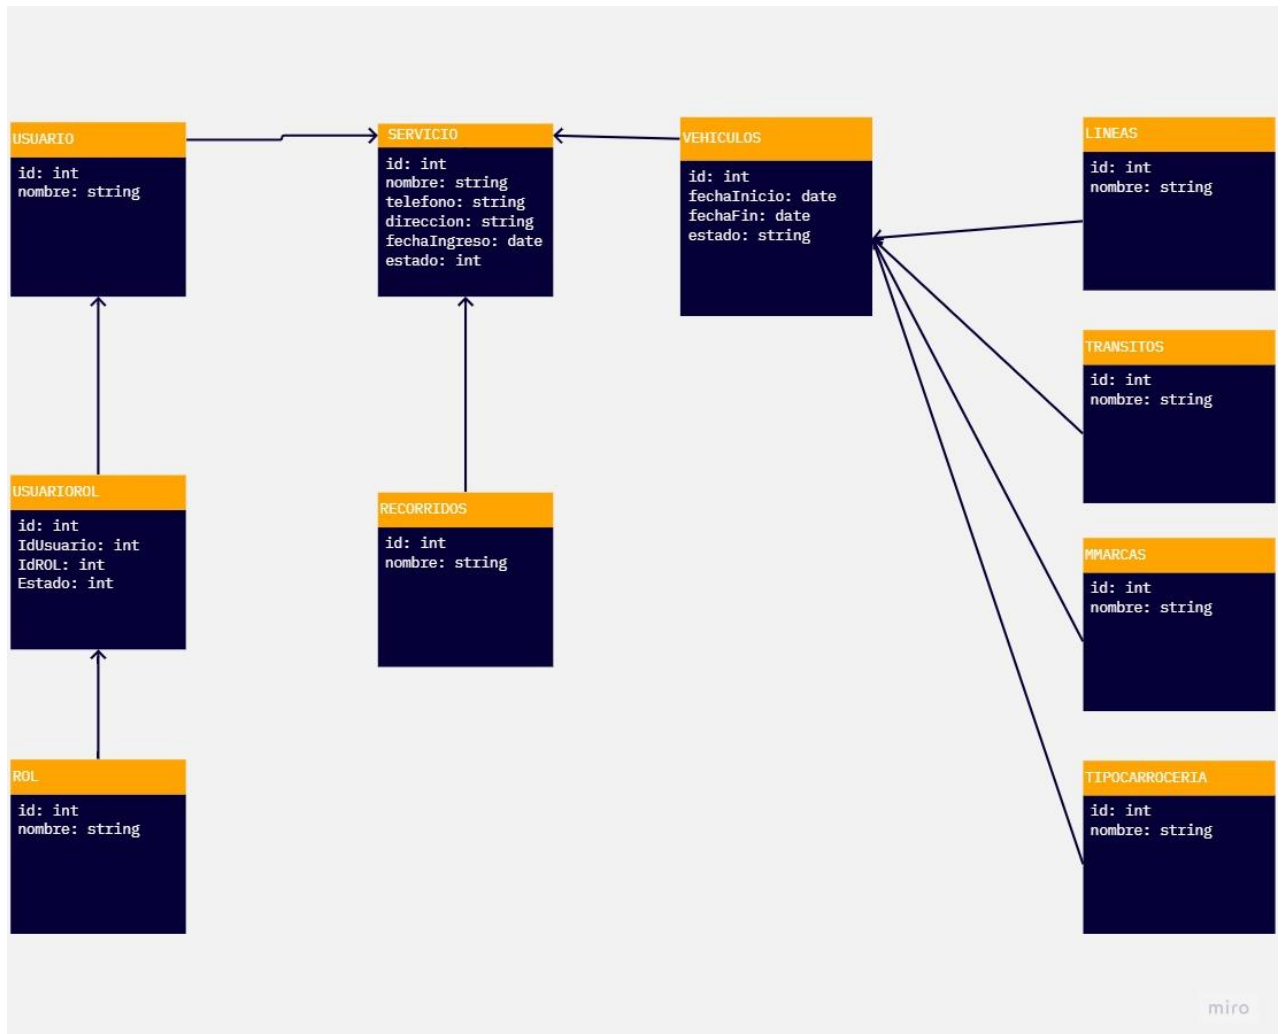 USUARIO
id: int
nombre: string
SERVICIO
id: int
nombre: string
telefono: string
direccion: string
fechaIngreso: date
estado: int
VEHICULOS
id: int
fechaInicio: date
fechaFin: date
estado: string
LINEAS
id: int
nombre: string
TRANSITOS
id: int
nombre: string
USUARIOROL
id: int
IdUsuario: int
IdROL: int
Estado: int
RECORRIDOS
id: int
nombre: string
MMARCAS
id: int
nombre: string
ROL
id: int
nombre: string
TIPOCARROCERIA
id: int
nombre: string
miro